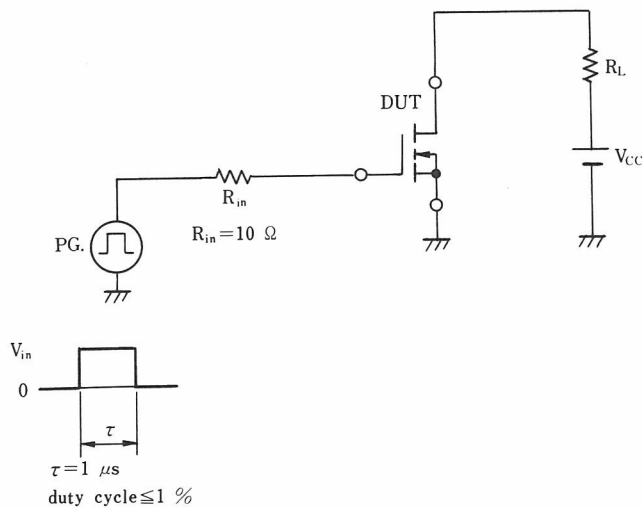 DUT
R_L
V_CC
R_in
PG.
R_in=10 Ω
V_in
0
τ
τ=1 μs
duty cycle≦1 %